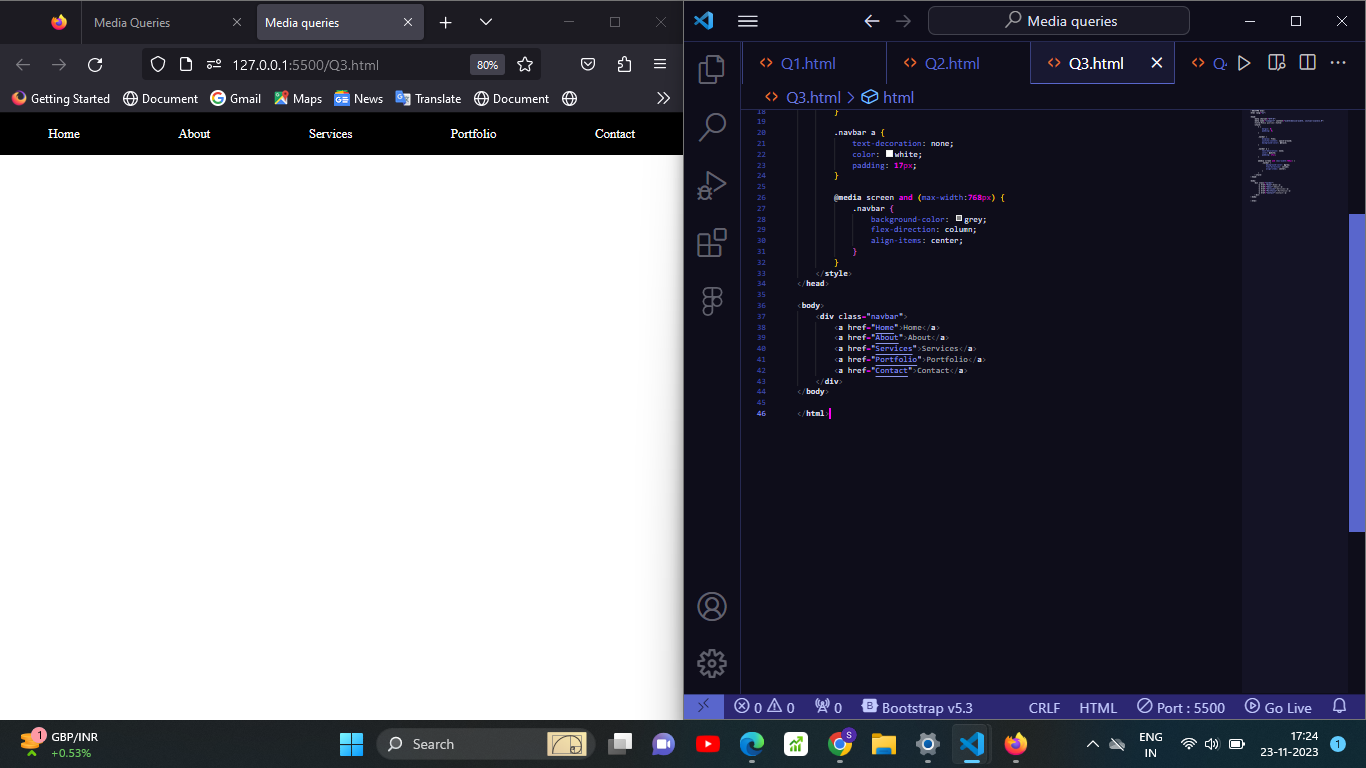 Media Queries
Media queries
127.0.0.1:5500/Q3.html
80%
Getting Started
Document
Gmail
Maps
News
Translate
Document
Home
About
Services
Portfolio
Contact
Media queries
Q1.html
Q2.html
Q3.html
Q3.html > html
18 }
19
20 .navbar a {
21 text-decoration: none;
22 color: white;
23 padding: 17px;
24 }
25
26 @media screen and (max-width:768px) {
27 .navbar {
28 background-color: grey;
29 flex-direction: column;
30 align-items: center;
31 }
32 }
33 </style>
34 </head>
35
36 <body>
37 <div class="navbar">
38 <a href="Home">Home</a>
39 <a href="About">About</a>
40 <a href="Services">Services</a>
41 <a href="Portfolio">Portfolio</a>
42 <a href="Contact">Contact</a>
43 </div>
44 </body>
45
46 </html>
0 0 0 Bootstrap v5.3 CRLF HTML Port : 5500 Go Live
1
GBP/INR
+0.53%
Search
S
ENG
IN
17:24
23-11-2023
1